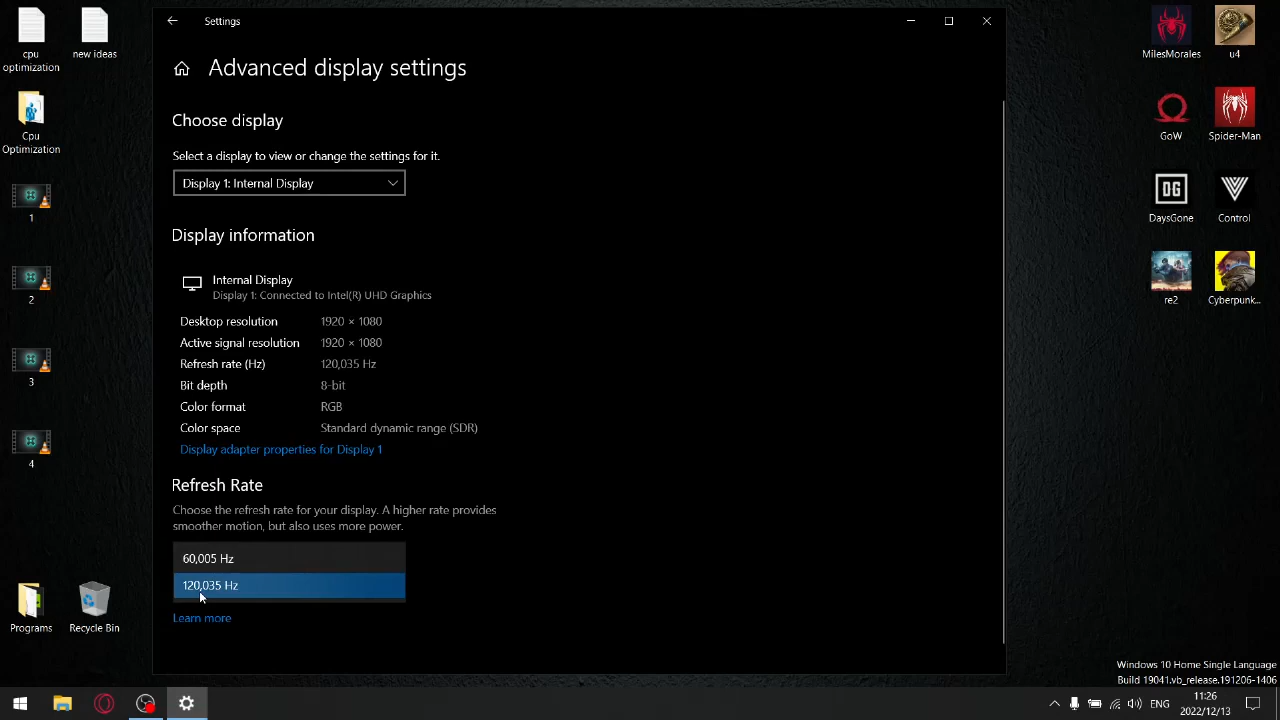 Settings
Advanced display settings
Choose display
Select a display to view or change the settings for it.
Display 1: Internal Display
Display information
Internal Display
Display 1: Connected to Intel(R) UHD Graphics
Desktop resolution 1920 × 1080
Active signal resolution 1920 × 1080
Refresh rate (Hz) 120,035 Hz
Bit depth 8-bit
Color format RGB
Color space Standard dynamic range (SDR)
Display adapter properties for Display 1
Refresh Rate
Choose the refresh rate for your display. A higher rate provides
smoother motion, but also uses more power.
60,005 Hz
120,035 Hz
Learn more
cpu
optimization
new ideas
Cpu
Optimization
1
2
3
4
Programs
Recycle Bin
MilesMorales
u4
GoW
Spider-Man
DG
DaysGone
Control
re2
Cyberpunk...
Windows 10 Home Single Language
Build 19041.vb_release.191206-1406
ENG
11:26
2022/12/13